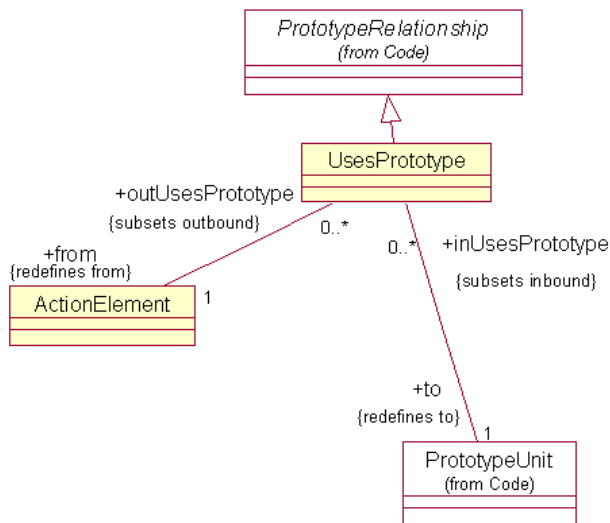 PrototypeRelationship
(from Code)
UsesPrototype
+outUsesPrototype
{subsets outbound}
0..*
0..*
+inUsesPrototype
{subsets inbound}
+from
{redefines from}
1
ActionElement
+to
{redefines to}
1
PrototypeUnit
(from Code)